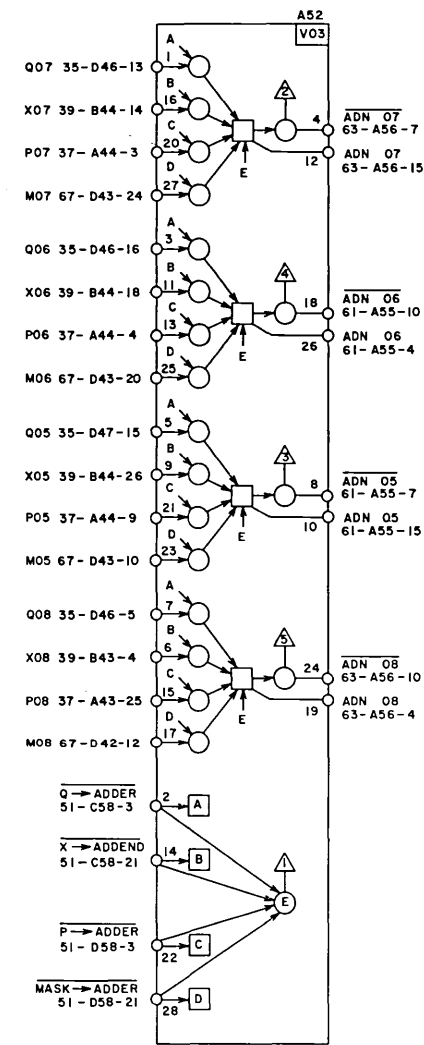 A52
V03
A
Q07 35-D46-13
1
B
X07 39-B44-14
16
2
4
ADN 07
63-A56-7
C
P07 37-A44-3
20
12
ADN 07
63-A56-15
D
M07 67-D43-24
27
E
A
Q06 35-D46-16
3
B
X06 39-B44-18
11
4
18
ADN 06
61-A55-10
C
P06 37-A44-4
13
26
ADN 06
61-A55-4
D
M06 67-D43-20
25
E
A
Q05 35-D47-15
5
B
X05 39-B44-26
9
3
8
ADN 05
61-A55-7
C
P05 37-A44-9
21
10
ADN 05
61-A55-15
D
M05 67-D43-10
23
E
A
Q08 35-D46-5
7
B
X08 39-B43-4
6
5
24
ADN 08
63-A56-10
C
P08 37-A43-25
15
19
ADN 08
63-A56-4
D
M08 67-D42-12
17
E
Q→ADDER
51-C58-3
2
A
X→ADDEND
51-C58-21
14
B
1
E
P→ADDER
51-D58-3
22
C
MASK→ADDER
51-D58-21
28
D